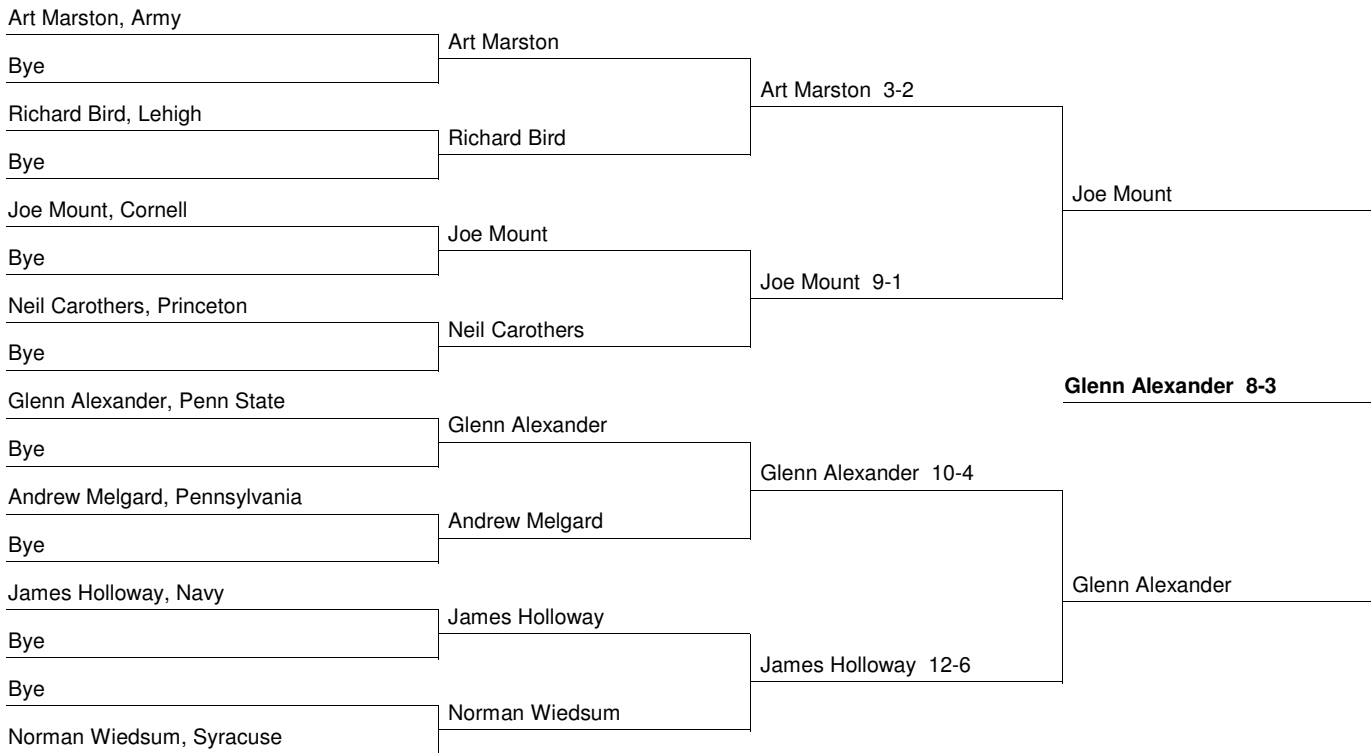 Art Marston, Army
Bye
Richard Bird, Lehigh
Bye
Joe Mount, Cornell
Bye
Neil Carothers, Princeton
Bye
Glenn Alexander, Penn State
Bye
Andrew Melgard, Pennsylvania
Bye
James Holloway, Navy
Bye
Bye
Norman Wiedsum, Syracuse
Art Marston
Richard Bird
Joe Mount
Neil Carothers
Glenn Alexander
Andrew Melgard
James Holloway
Norman Wiedsum
Art Marston 3-2
Joe Mount 9-1
Glenn Alexander 10-4
James Holloway 12-6
Joe Mount
Glenn Alexander 8-3
Glenn Alexander